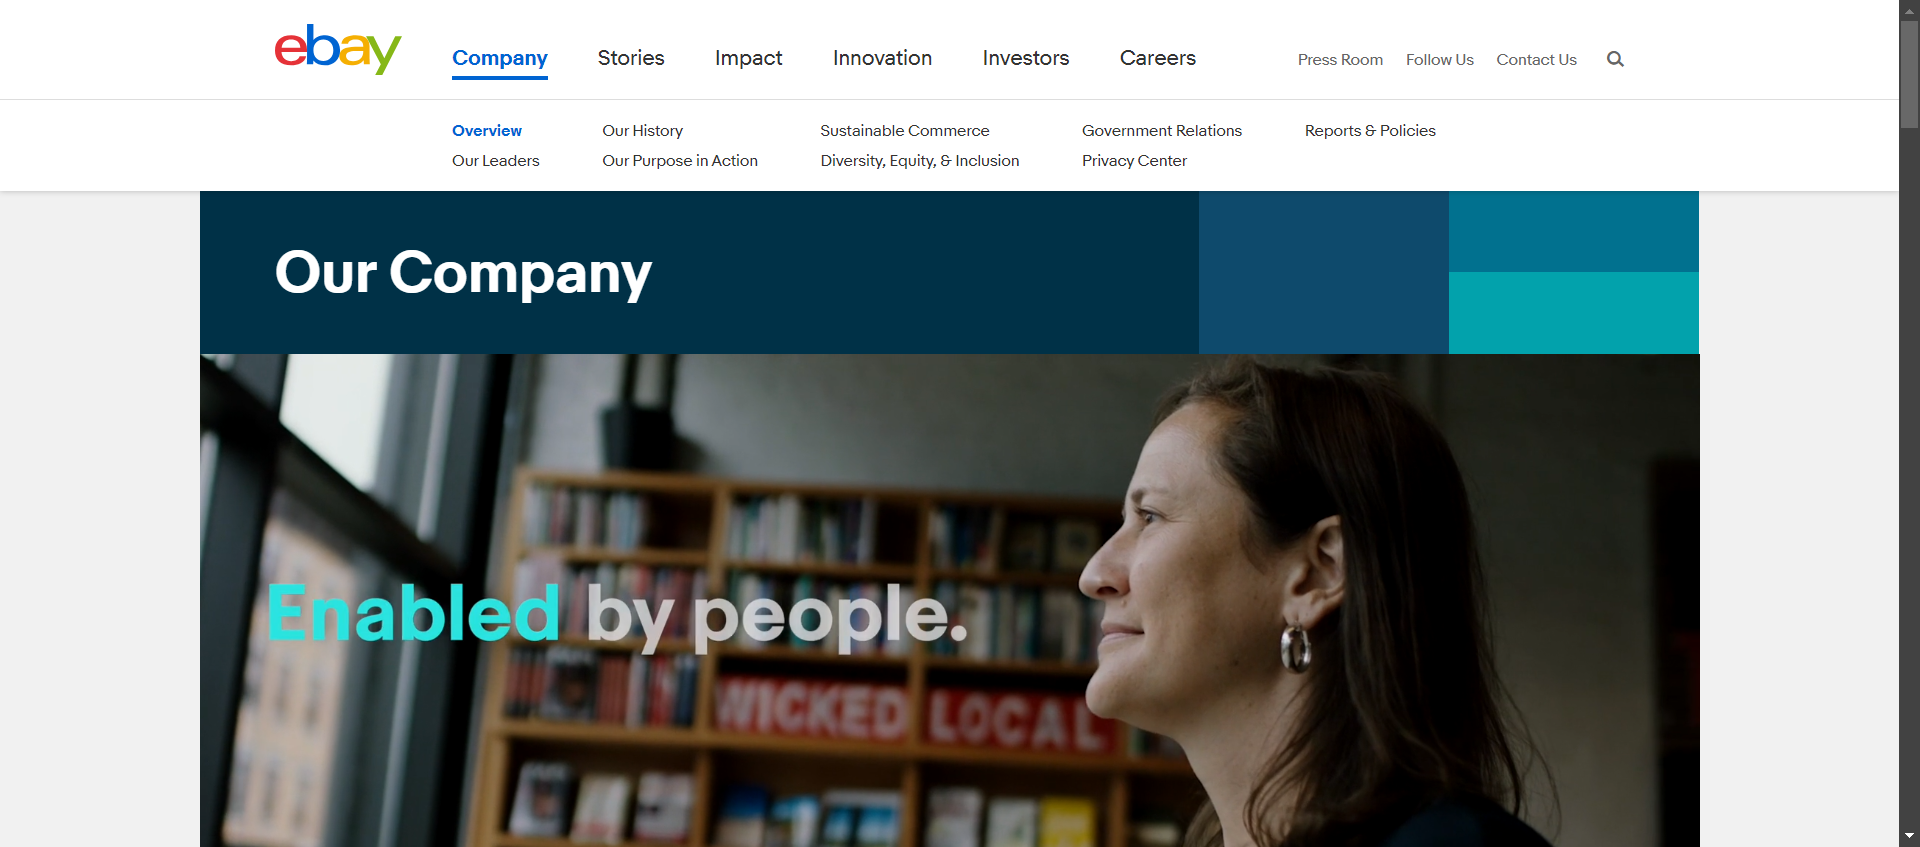 ebay
Company Stories Impact Innovation Investors Careers Press Room Follow Us Contact Us
Overview Our History Sustainable Commerce Government Relations Reports & Policies
Our Leaders Our Purpose in Action Diversity, Equity, & Inclusion Privacy Center
Our Company
Enabled by people.
WICKED LOCAL